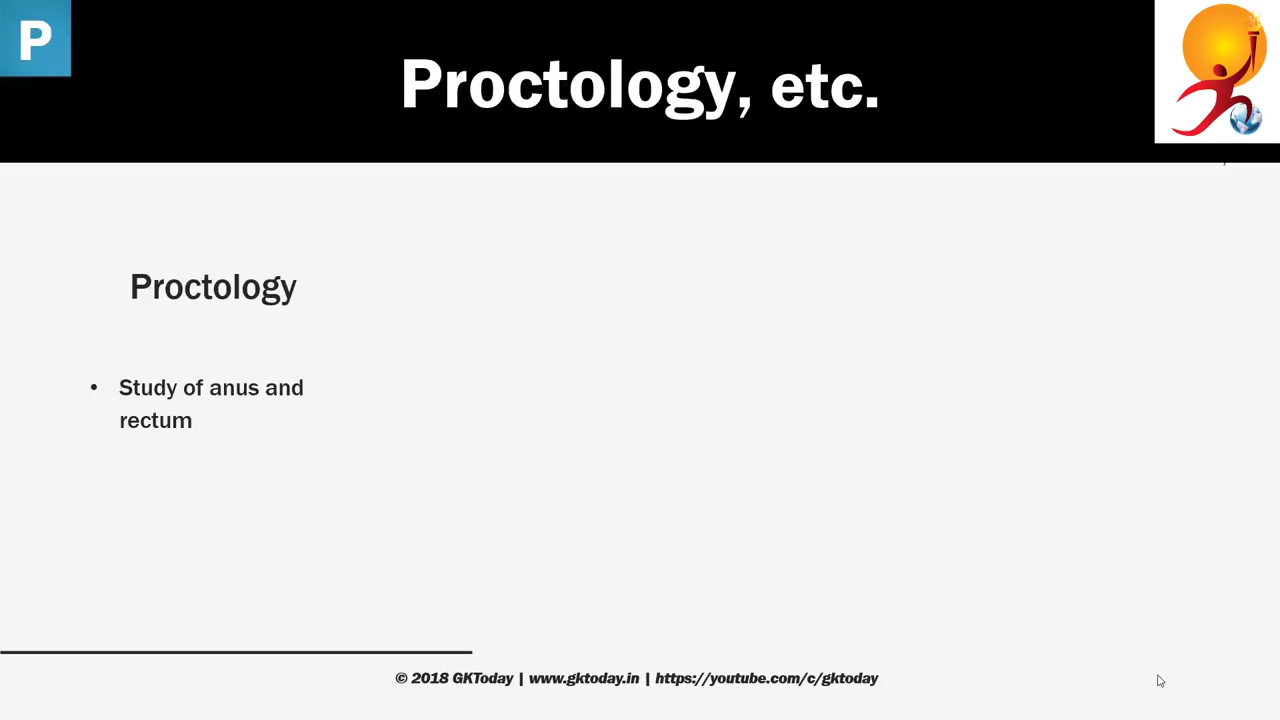 P
Proctology, etc.
Proctology
• Study of anus and
rectum
© 2018 GKToday | www.gktoday.in | https://youtube.com/c/gktoday